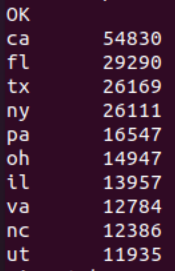 OK
ca 54830
fl 29290
tx 26169
ny 26111
pa 16547
oh 14947
il 13957
va 12784
nc 12386
ut 11935